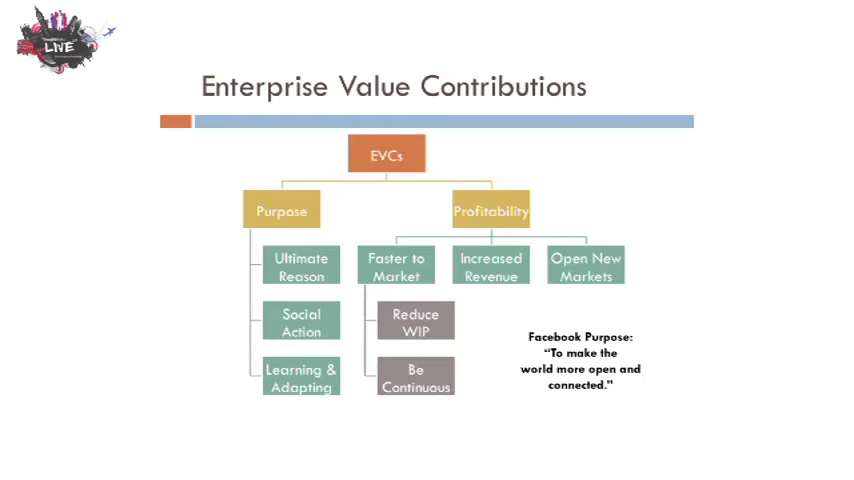 LIVE
Enterprise Value Contributions
EVCs
Purpose
Profitability
Ultimate
Reason
Faster to
Market
Increased
Revenue
Open New
Markets
Social
Action
Reduce
WIP
Learning &
Adapting
Be
Continuous
Facebook Purpose:
“To make the
world more open and
connected.”